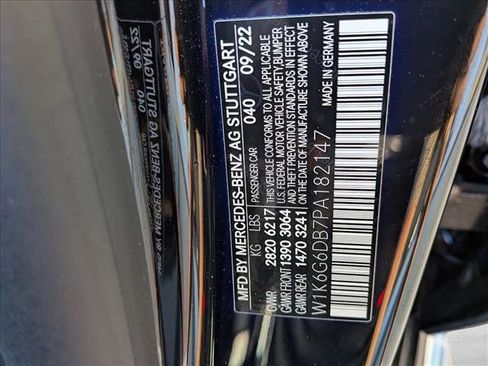 MFD BY MERCEDES-BENZ AG STUTTGART
040 09/22
KG LBS PASSENGER CAR
GVWR 2820 6217 THIS VEHICLE CONFORMS TO ALL APPLICABLE
GAWR FRONT 1390 3064 U.S. FEDERAL MOTOR VEHICLE SAFETY, BUMPER
GAWR REAR 1470 3241 AND THEFT PREVENTION STANDARDS IN EFFECT
ON THE DATE OF MANUFACTURE SHOWN ABOVE
MADE IN GERMANY
W1K6G6DB7PA182147